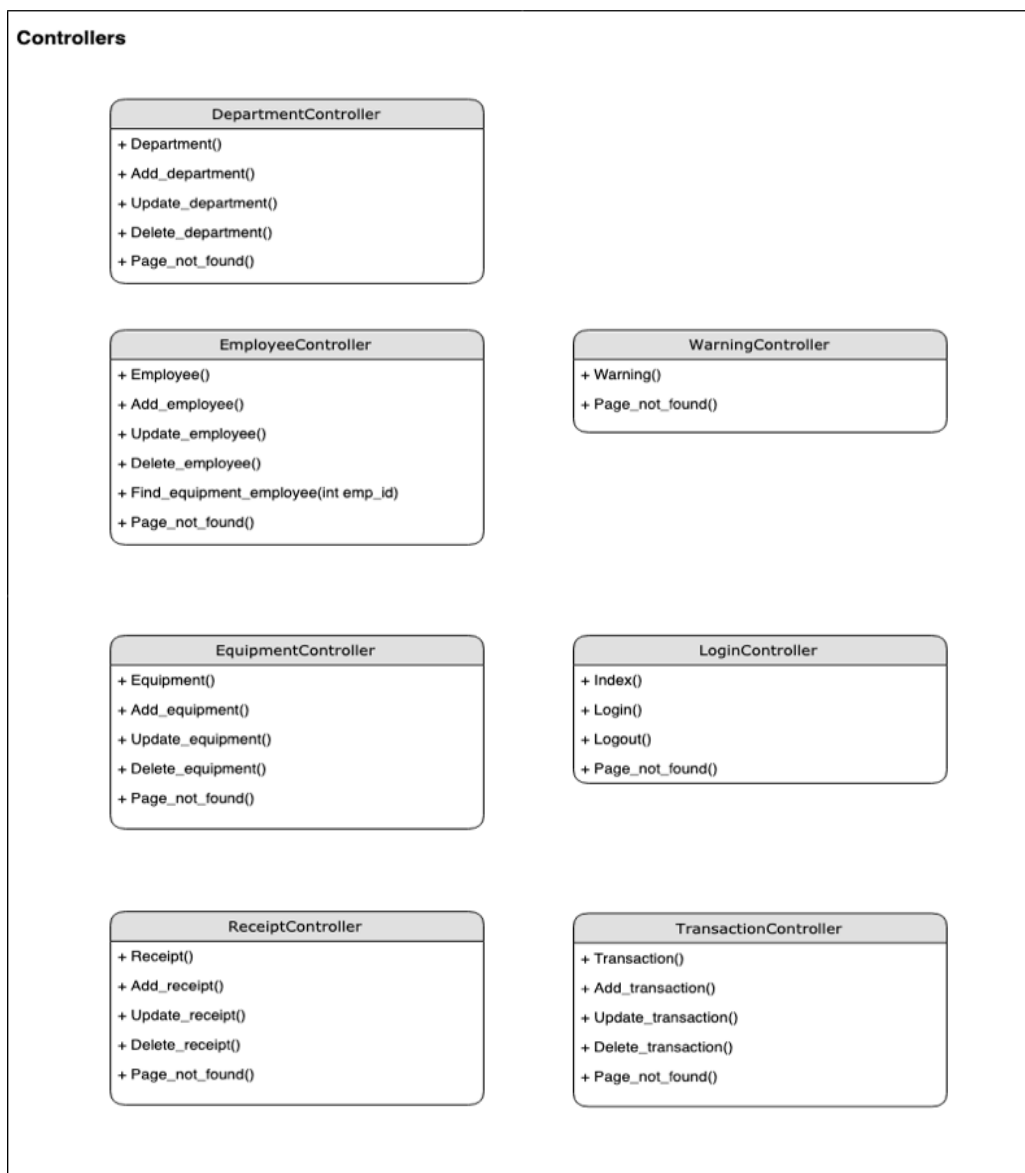 Controllers
DepartmentController
+ Department()
+ Add_department()
+ Update_department()
+ Delete_department()
+ Page_not_found()
EmployeeController
+ Employee()
+ Add_employee()
+ Update_employee()
+ Delete_employee()
+ Find_equipment_employee(int emp_id)
+ Page_not_found()
WarningController
+ Warning()
+ Page_not_found()
EquipmentController
+ Equipment()
+ Add_equipment()
+ Update_equipment()
+ Delete_equipment()
+ Page_not_found()
LoginController
+ Index()
+ Login()
+ Logout()
+ Page_not_found()
ReceiptController
+ Receipt()
+ Add_receipt()
+ Update_receipt()
+ Delete_receipt()
+ Page_not_found()
TransactionController
+ Transaction()
+ Add_transaction()
+ Update_transaction()
+ Delete_transaction()
+ Page_not_found()